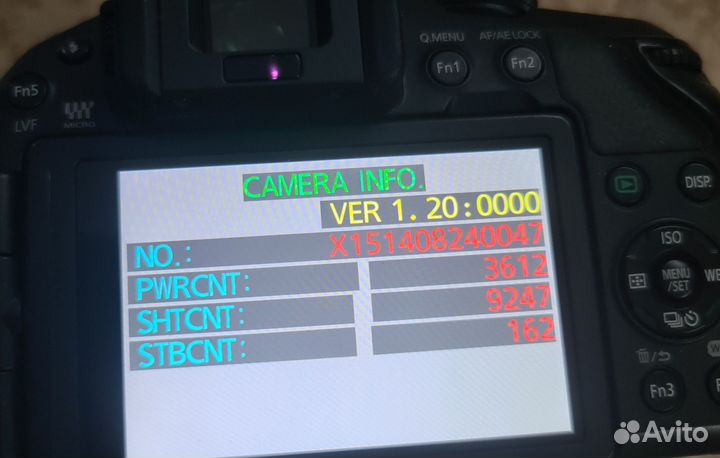 Q.MENU AF/AE LOCK
Fn1 Fn2
Fn5
LVF MICRO
CAMERA INFO.
DISP.
VER 1.20:0000
NO.: X151408240047
ISO
PWRCNT: 3612
MENU
/SET
SHTCNT: 9247
STBCNT: 162
Fn3
Avito